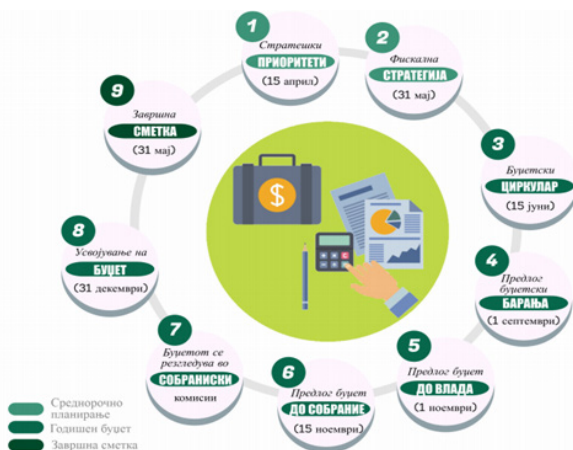 1
Стратешки
ПРИОРИТЕТИ
(15 април)
2
Фискална
СТРАТЕГИЈА
(31 мај)
3
Буџетски
ЦИРКУЛАР
(15 јуни)
4
Предлог
буџетски
БАРАЊА
(1 септември)
5
Предлог буџет
ДО ВЛАДА
(1 ноември)
6
Предлог буџет
ДО СОБРАНИЕ
(15 ноември)
7
Буџетот се
резгледува во
СОБРАНИСКИ
комисии
8
Усвојување на
БУЏЕТ
(31 декември)
9
Завршна
СМЕТКА
(31 мај)
$
C
Среднорочно
планирање
Годишен буџет
Завршна сметка